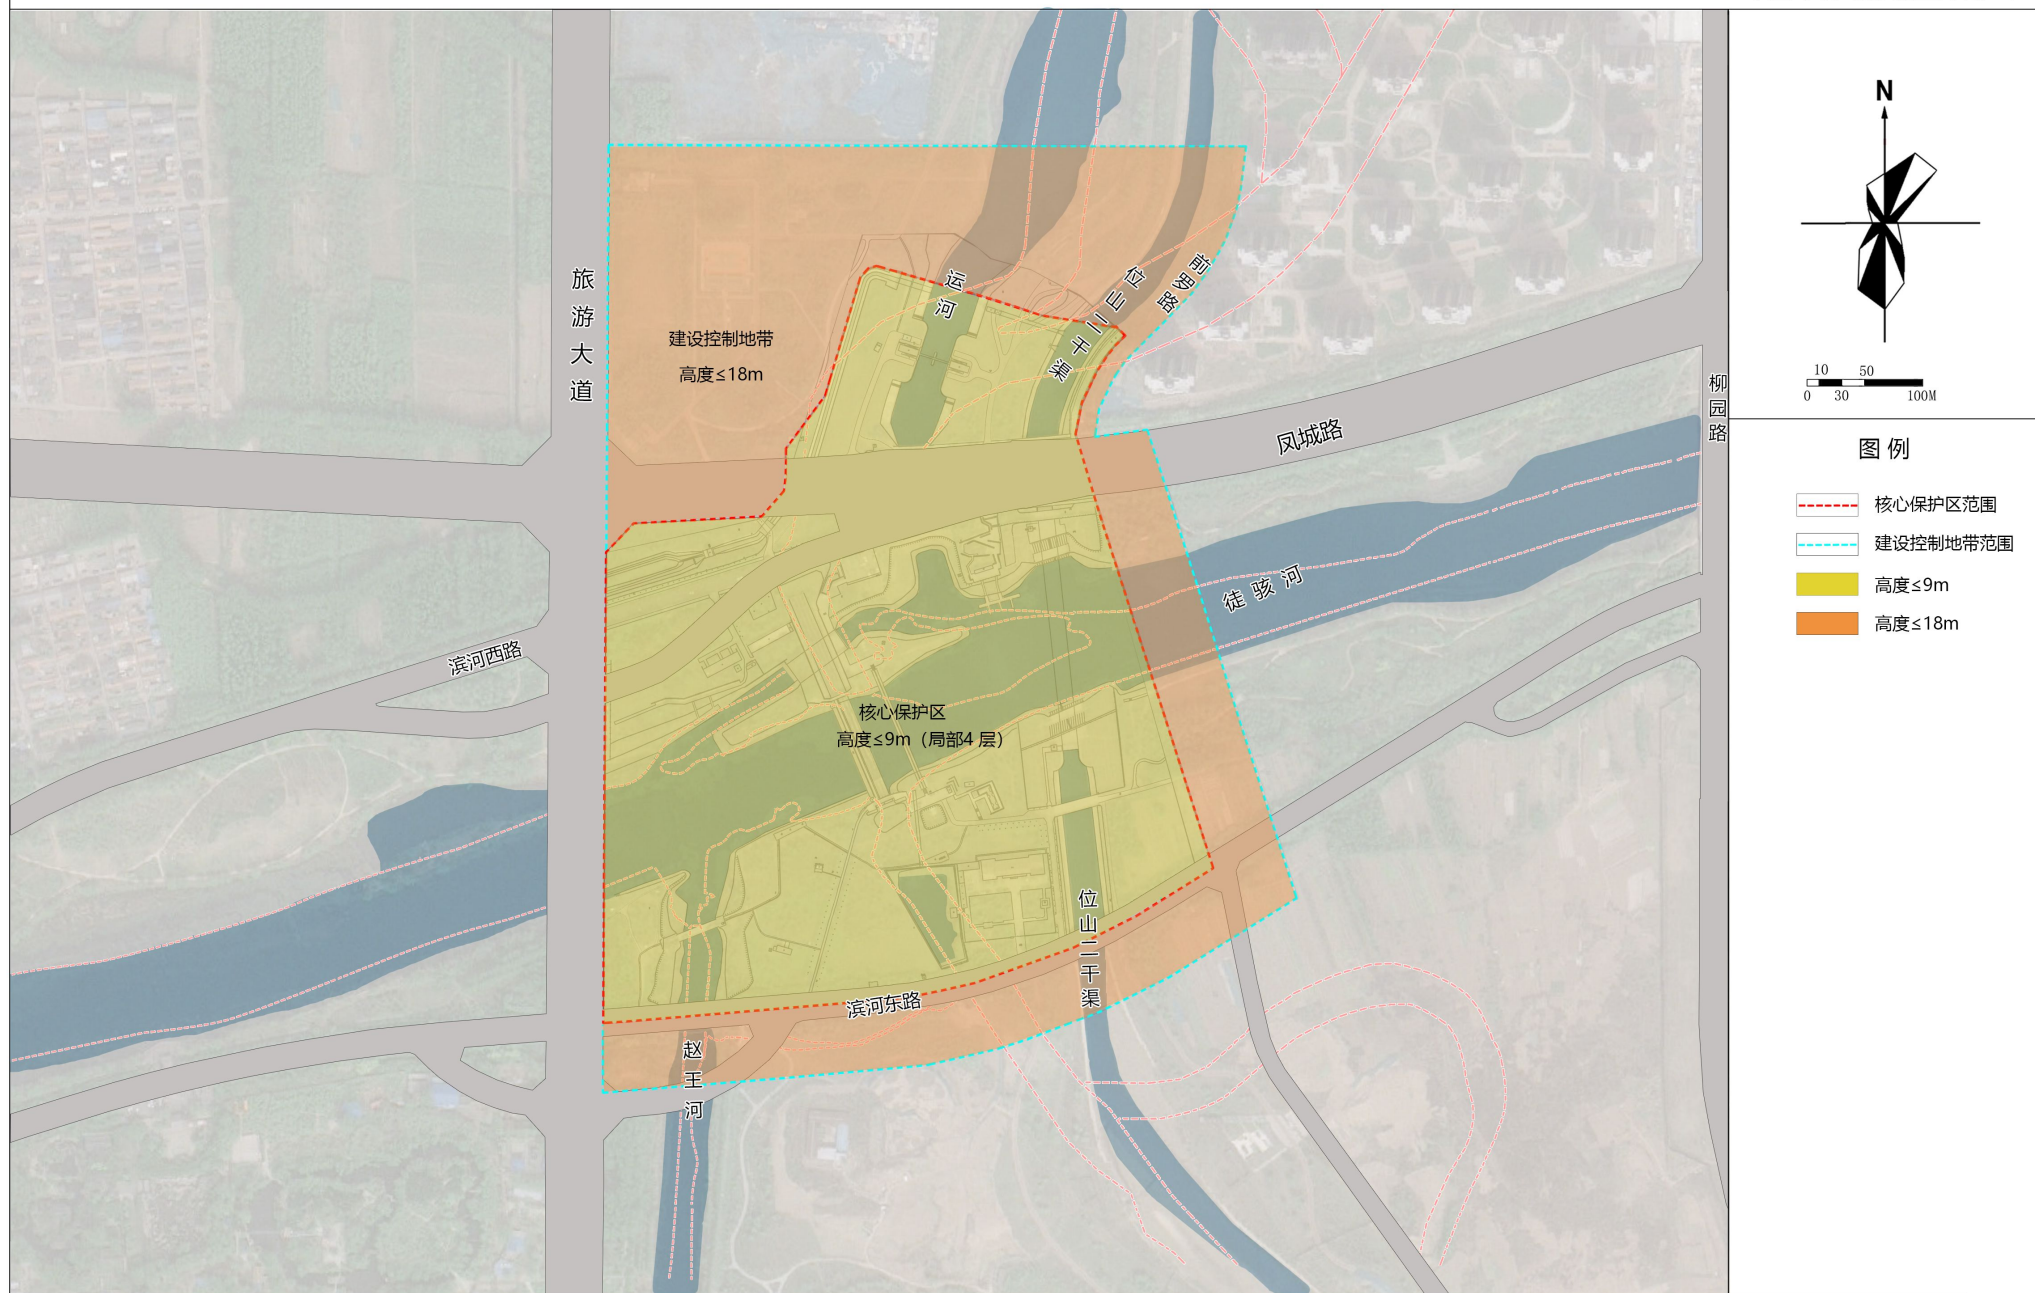 旅游大道
运河
位山二干渠
前罗路
建设控制地带
高度≤18m
凤城路
柳园路
徒骇河
滨河西路
核心保护区
高度≤9m（局部4 层）
位山二干渠
滨河东路
赵王河
N
10 50
0 30 100M
图 例
核心保护区范围
建设控制地带范围
高度≤9m
高度≤18m